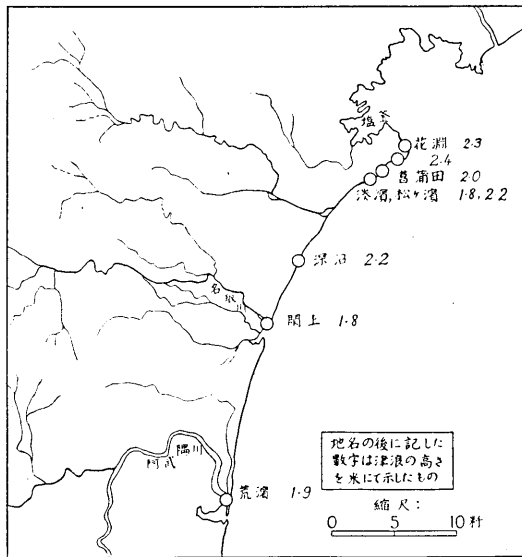 塩釜
花淵 2.3
2.4
菖蒲田 2.0
湊濱,松ヶ濱 1.8, 2.2
深沼 2.2
名取川
閖上 1.8
阿武隈川
荒濱 1.9
地名の後に記した
数字は津浪の高さ
を米にて示したもの
縮尺:
0 5 10 粁